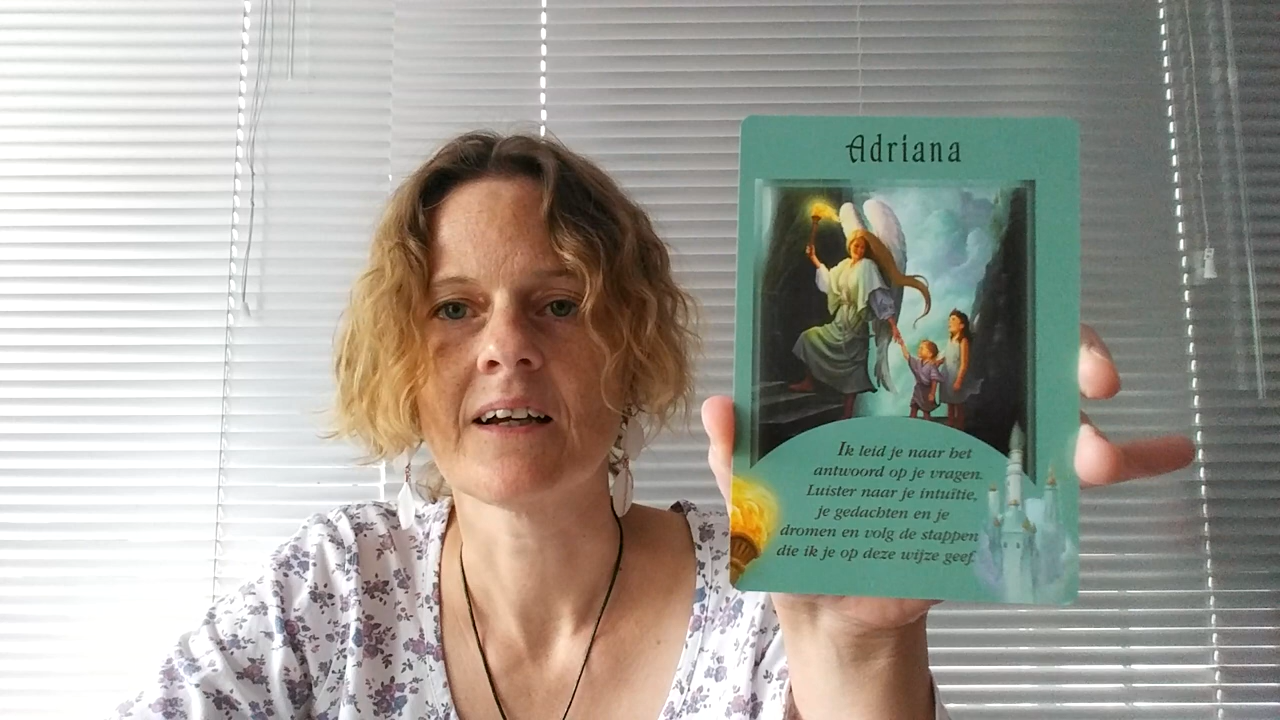 Adriana
Ik leid je naar het
antwoord op je vragen.
Luister naar je intuïtie,
je gedachten en je
dromen en volg de stappen
die ik je op deze wijze geef.